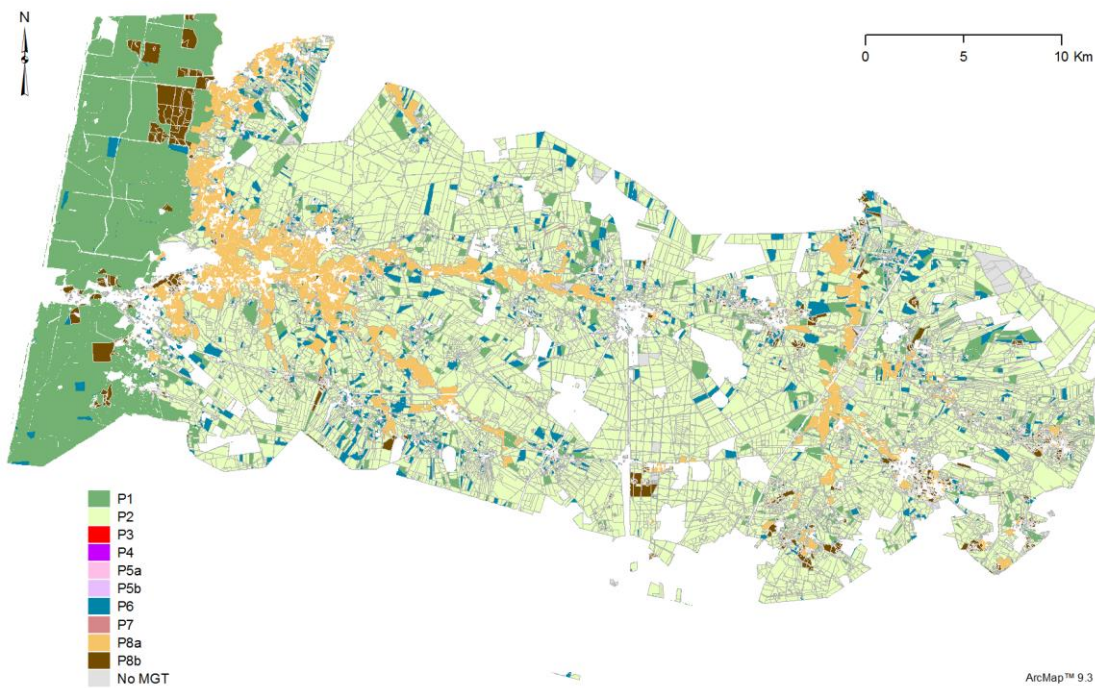 N
0 5 10 Km
P1
P2
P3
P4
P5a
P5b
P6
P7
P8a
P8b
No MGT
ArcMap™ 9.3